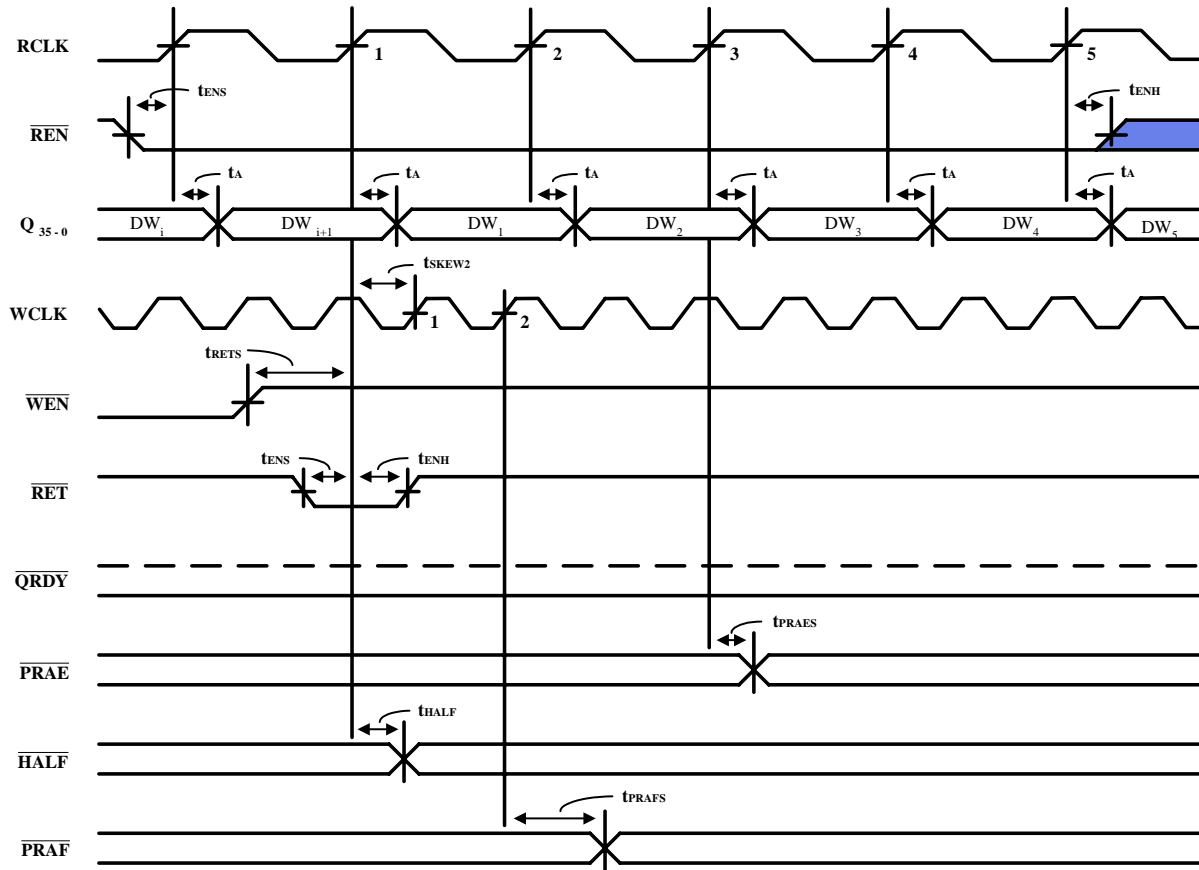 RCLK
1 2 3 4 5
tENS
tENH
REN
tA tA tA tA tA tA
Q 35 - 0
DWi DW i+1 DW1 DW2 DW3 DW4 DW5
tSKEW2
WCLK
1 2
tRETS
WEN
tENS tENH
RET
QRDY
tPRAES
PRAE
tHALF
HALF
tPRAFS
PRAF